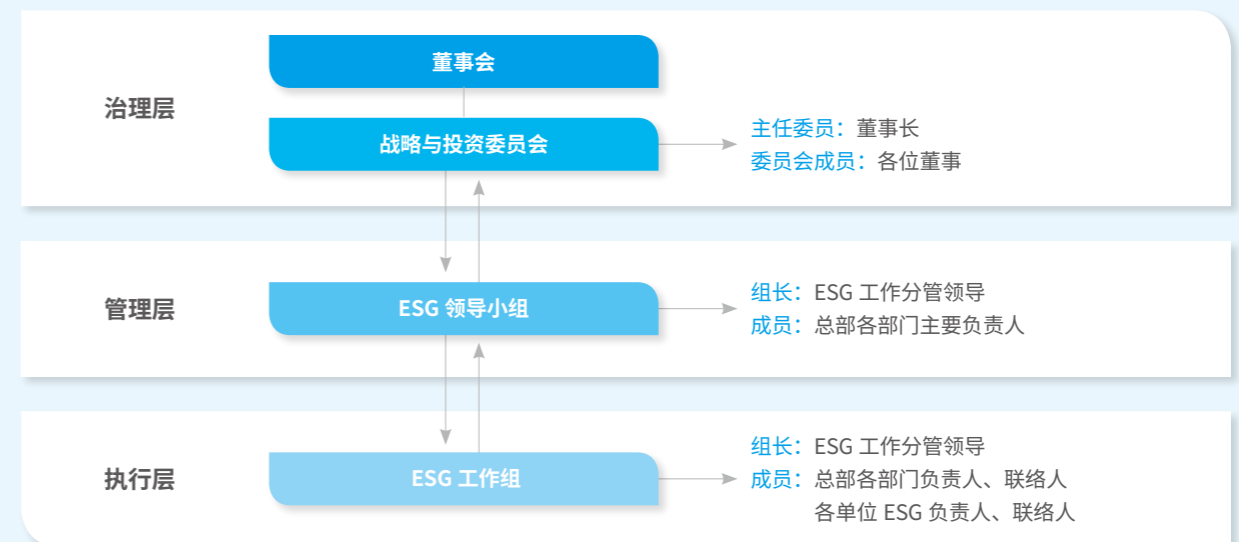 治理层
董事会
战略与投资委员会
主任委员：董事长
委员会成员：各位董事
管理层
ESG 领导小组
组长：ESG 工作分管领导
成员：总部各部门主要负责人
执行层
ESG 工作组
组长：ESG 工作分管领导
成员：总部各部门负责人、联络人
各单位 ESG 负责人、联络人